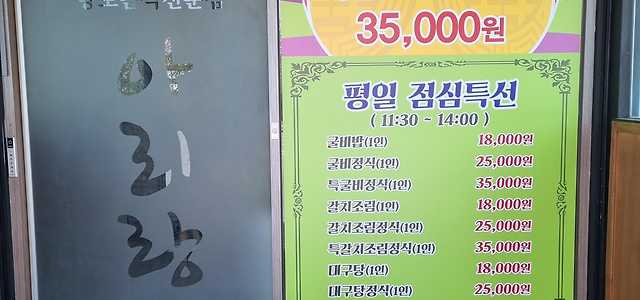 아
리
랑
35,000원
평일 점심특선
( 11:30 ~ 14:00 )
굴비밥(1인) 18,000원
굴비정식(1인) 25,000원
특굴비정식(1인) 35,000원
갈치조림(1인) 18,000원
갈치조림정식(1인) 25,000원
특갈치조림정식(1인) 35,000원
대구탕(1인) 18,000원
대구탕정식(1인) 25,000원